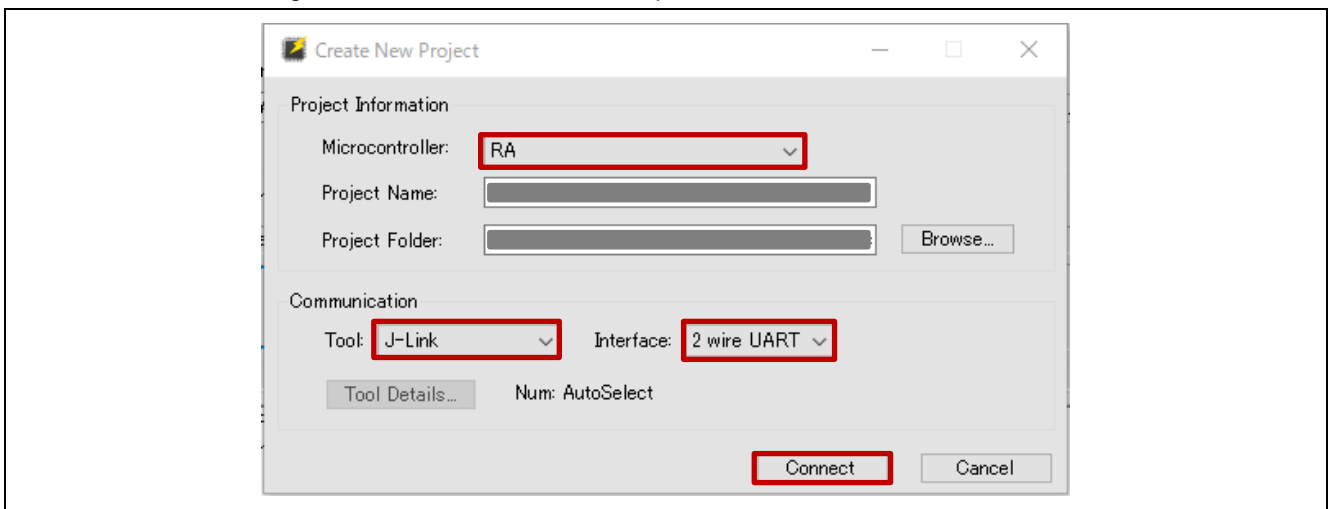 Create New Project
Project Information
Microcontroller: RA
Project Name:
Project Folder: Browse...
Communication
Tool: J-Link Interface: 2 wire UART
Tool Details... Num: AutoSelect
Connect Cancel